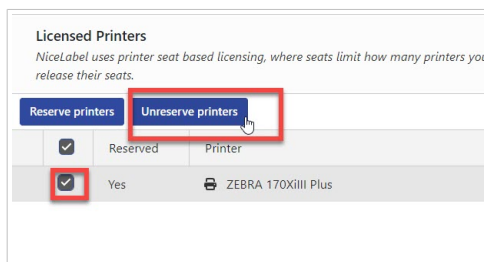 Licensed Printers
NiceLabel uses printer seat based licensing, where seats limit how many printers you
release their seats.
Reserve printers Unreserve printers
Reserved Printer
Yes ZEBRA 170XiIII Plus